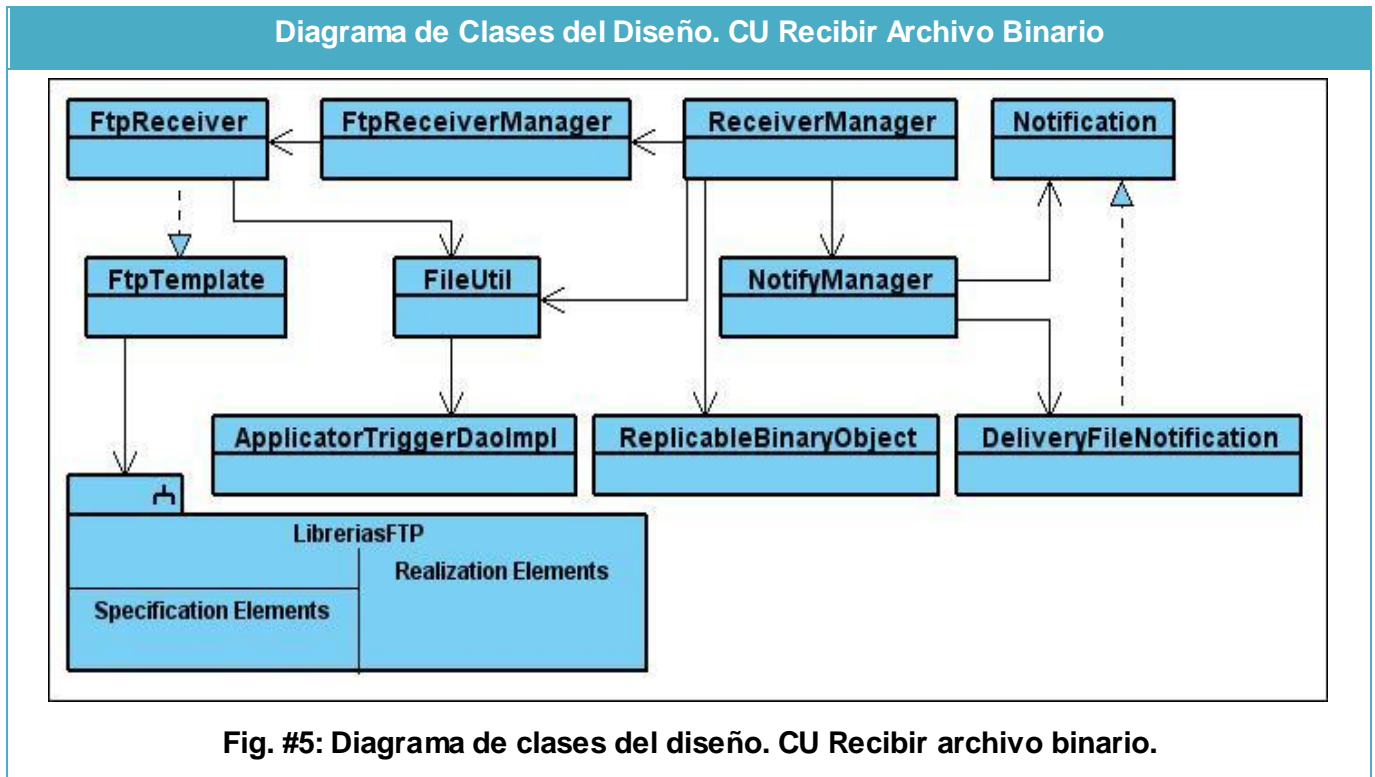 Diagrama de Clases del Diseño. CU Recibir Archivo Binario
FtpReceiver
FtpReceiverManager
ReceiverManager
Notification
FtpTemplate
FileUtil
NotifyManager
ApplicatorTriggerDaoImpl
ReplicableBinaryObject
DeliveryFileNotification
LibreriasFTP
Realization Elements
Specification Elements
Fig. #5: Diagrama de clases del diseño. CU Recibir archivo binario.